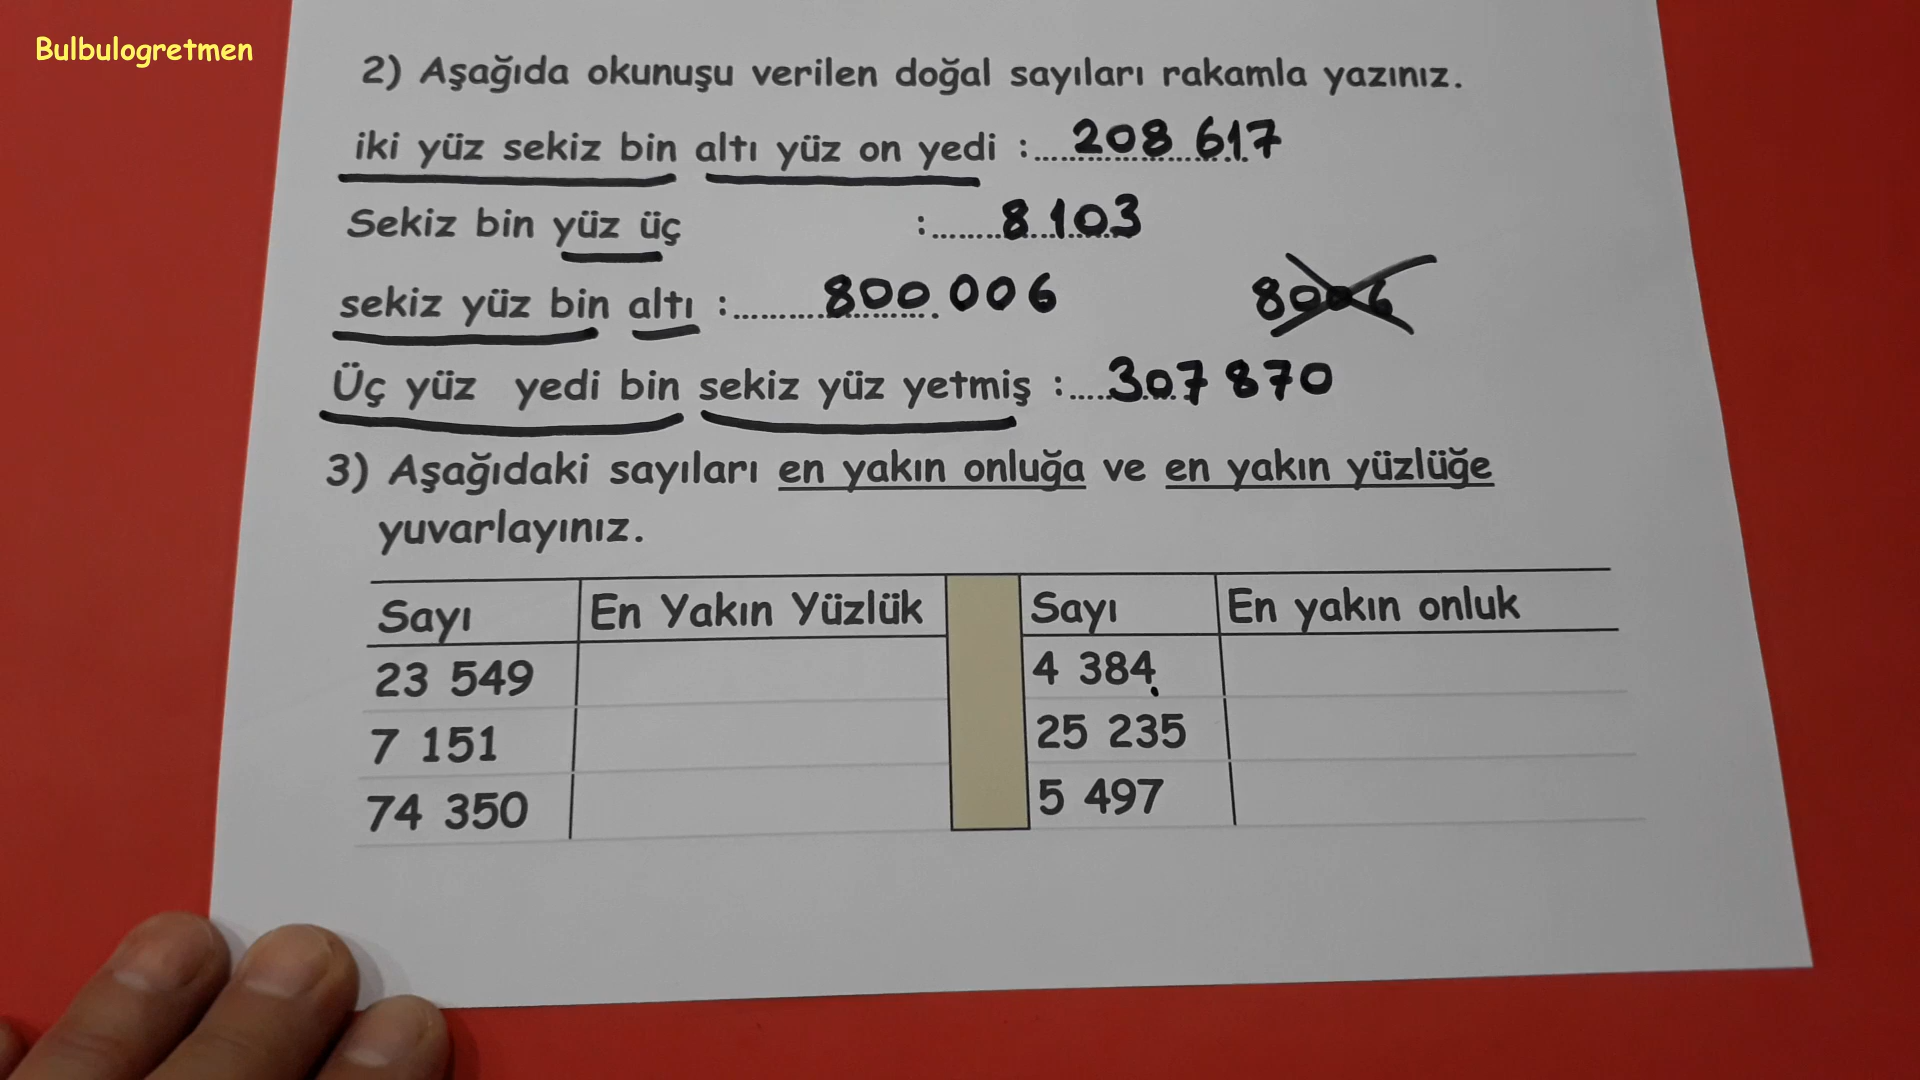 Bulbulogretmen
2) Aşağıda okunuşu verilen doğal sayıları rakamla yazınız.
iki yüz sekiz bin altı yüz on yedi :........208 617
Sekiz bin yüz üç :.......8 103
sekiz yüz bin altı :.........800 006 8006
Üç yüz yedi bin sekiz yüz yetmiş :....307 870
3) Aşağıdaki sayıları en yakın onluğa ve en yakın yüzlüğe
yuvarlayınız.
Sayı En Yakın Yüzlük Sayı En yakın onluk
23 549 4 384
7 151 25 235
74 350 5 497